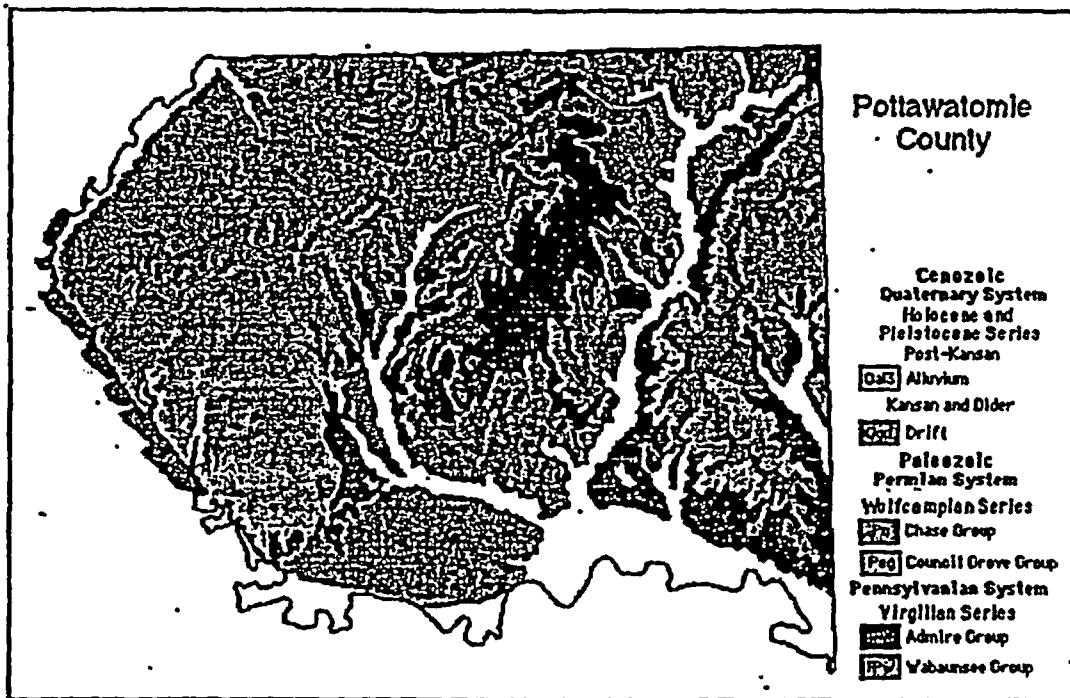 Pottawatomie
County
Cenozoic
Quaternary System
Holocene and
Pleistocene Series
Post-Kansan
Qal3 Alluvium
Kansan and Older
Drift
Paleozoic
Permian System
Wolfcampian Series
Chase Group
Council Grove Group
Pennsylvanian System
Virgilian Series
Admire Group
Wabaunsee Group